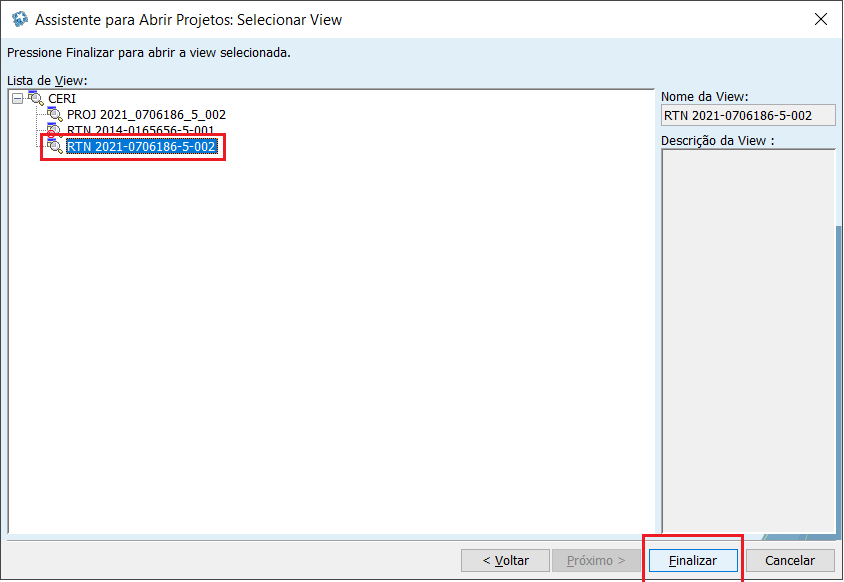 Assistente para Abrir Projetos: Selecionar View
Pressione Finalizar para abrir a view selecionada.
Lista de View:
CERI
PROJ 2021_0706186_5_002
RTN 2014-0165656-5-001
RTN 2021-0706186-5-002
Nome da View:
RTN 2021-0706186-5-002
Descrição da View :
< Voltar
Próximo >
Finalizar
Cancelar